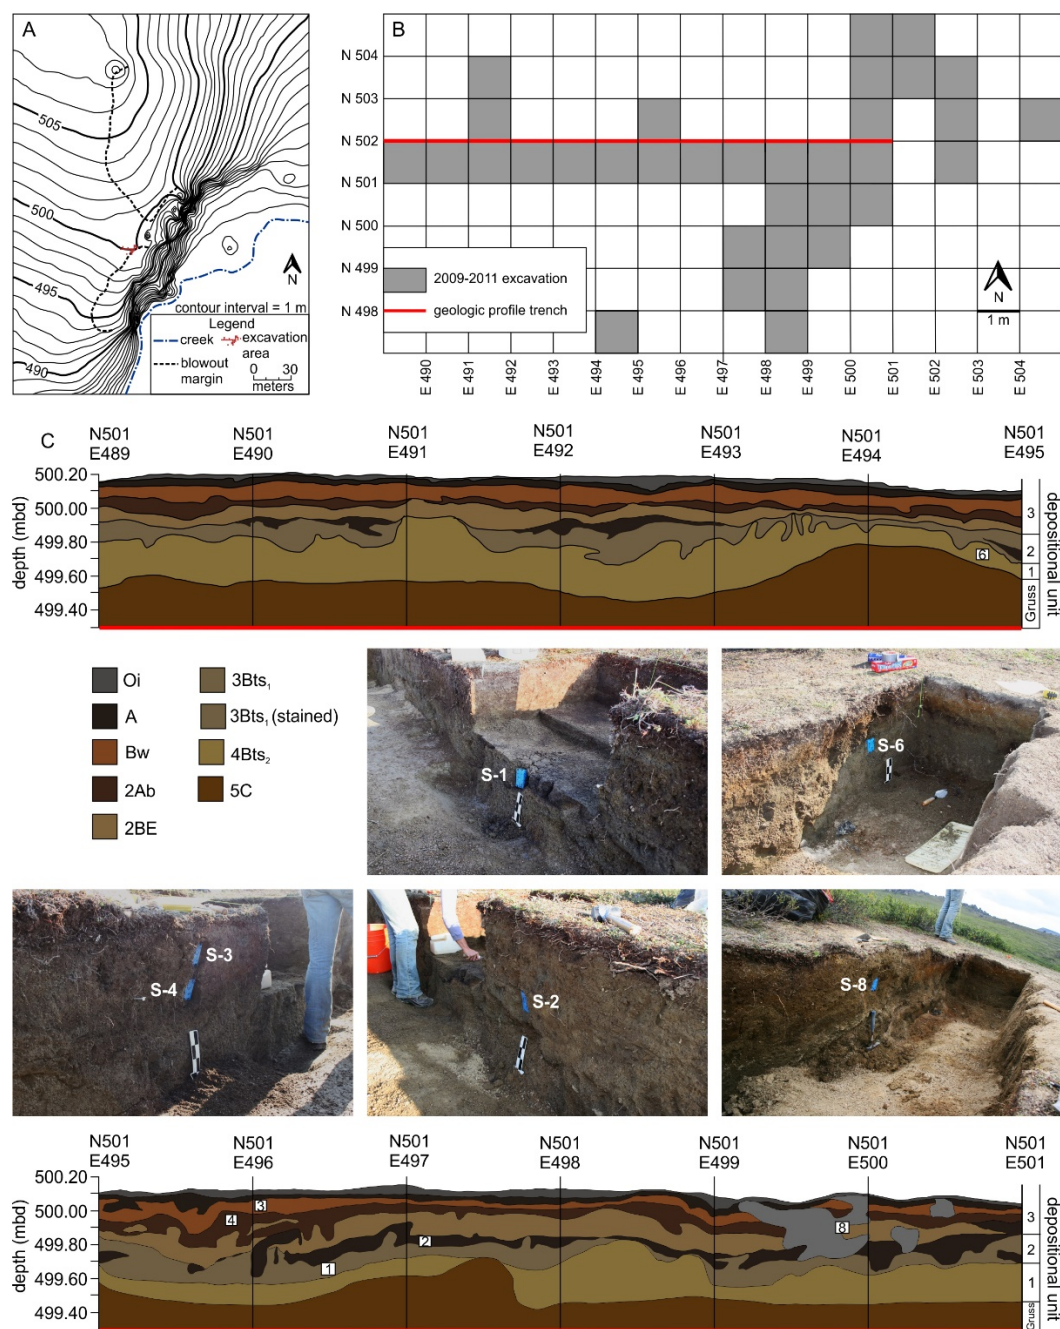 A
505
500
495
490
N
contour interval = 1 m
Legend
creek
excavation area
blowout margin
0 30
meters
B
N 504
N 503
N 502
N 501
N 500
N 499
N 498
2009-2011 excavation
geologic profile trench
N
1 m
E 490
E 491
E 492
E 493
E 494
E 495
E 496
E 497
E 498
E 499
E 500
E 501
E 502
E 503
E 504
C
N501 N501 N501 N501 N501 N501 N501
E489 E490 E491 E492 E493 E494 E495
500.20
500.00
499.80
499.60
499.40
depth (mbd)
6
3
2
1
Gruss
depositional unit
Oi
A
Bw
2Ab
2BE
3Bts₁
3Bts₁ (stained)
4Bts₂
5C
S-1
S-6
S-3
S-4
S-2
S-8
N501 N501 N501 N501 N501 N501 N501
E495 E496 E497 E498 E499 E500 E501
500.20
500.00
499.80
499.60
499.40
depth (mbd)
3
4
2
1
8
3
2
1
Gruss
depositional unit